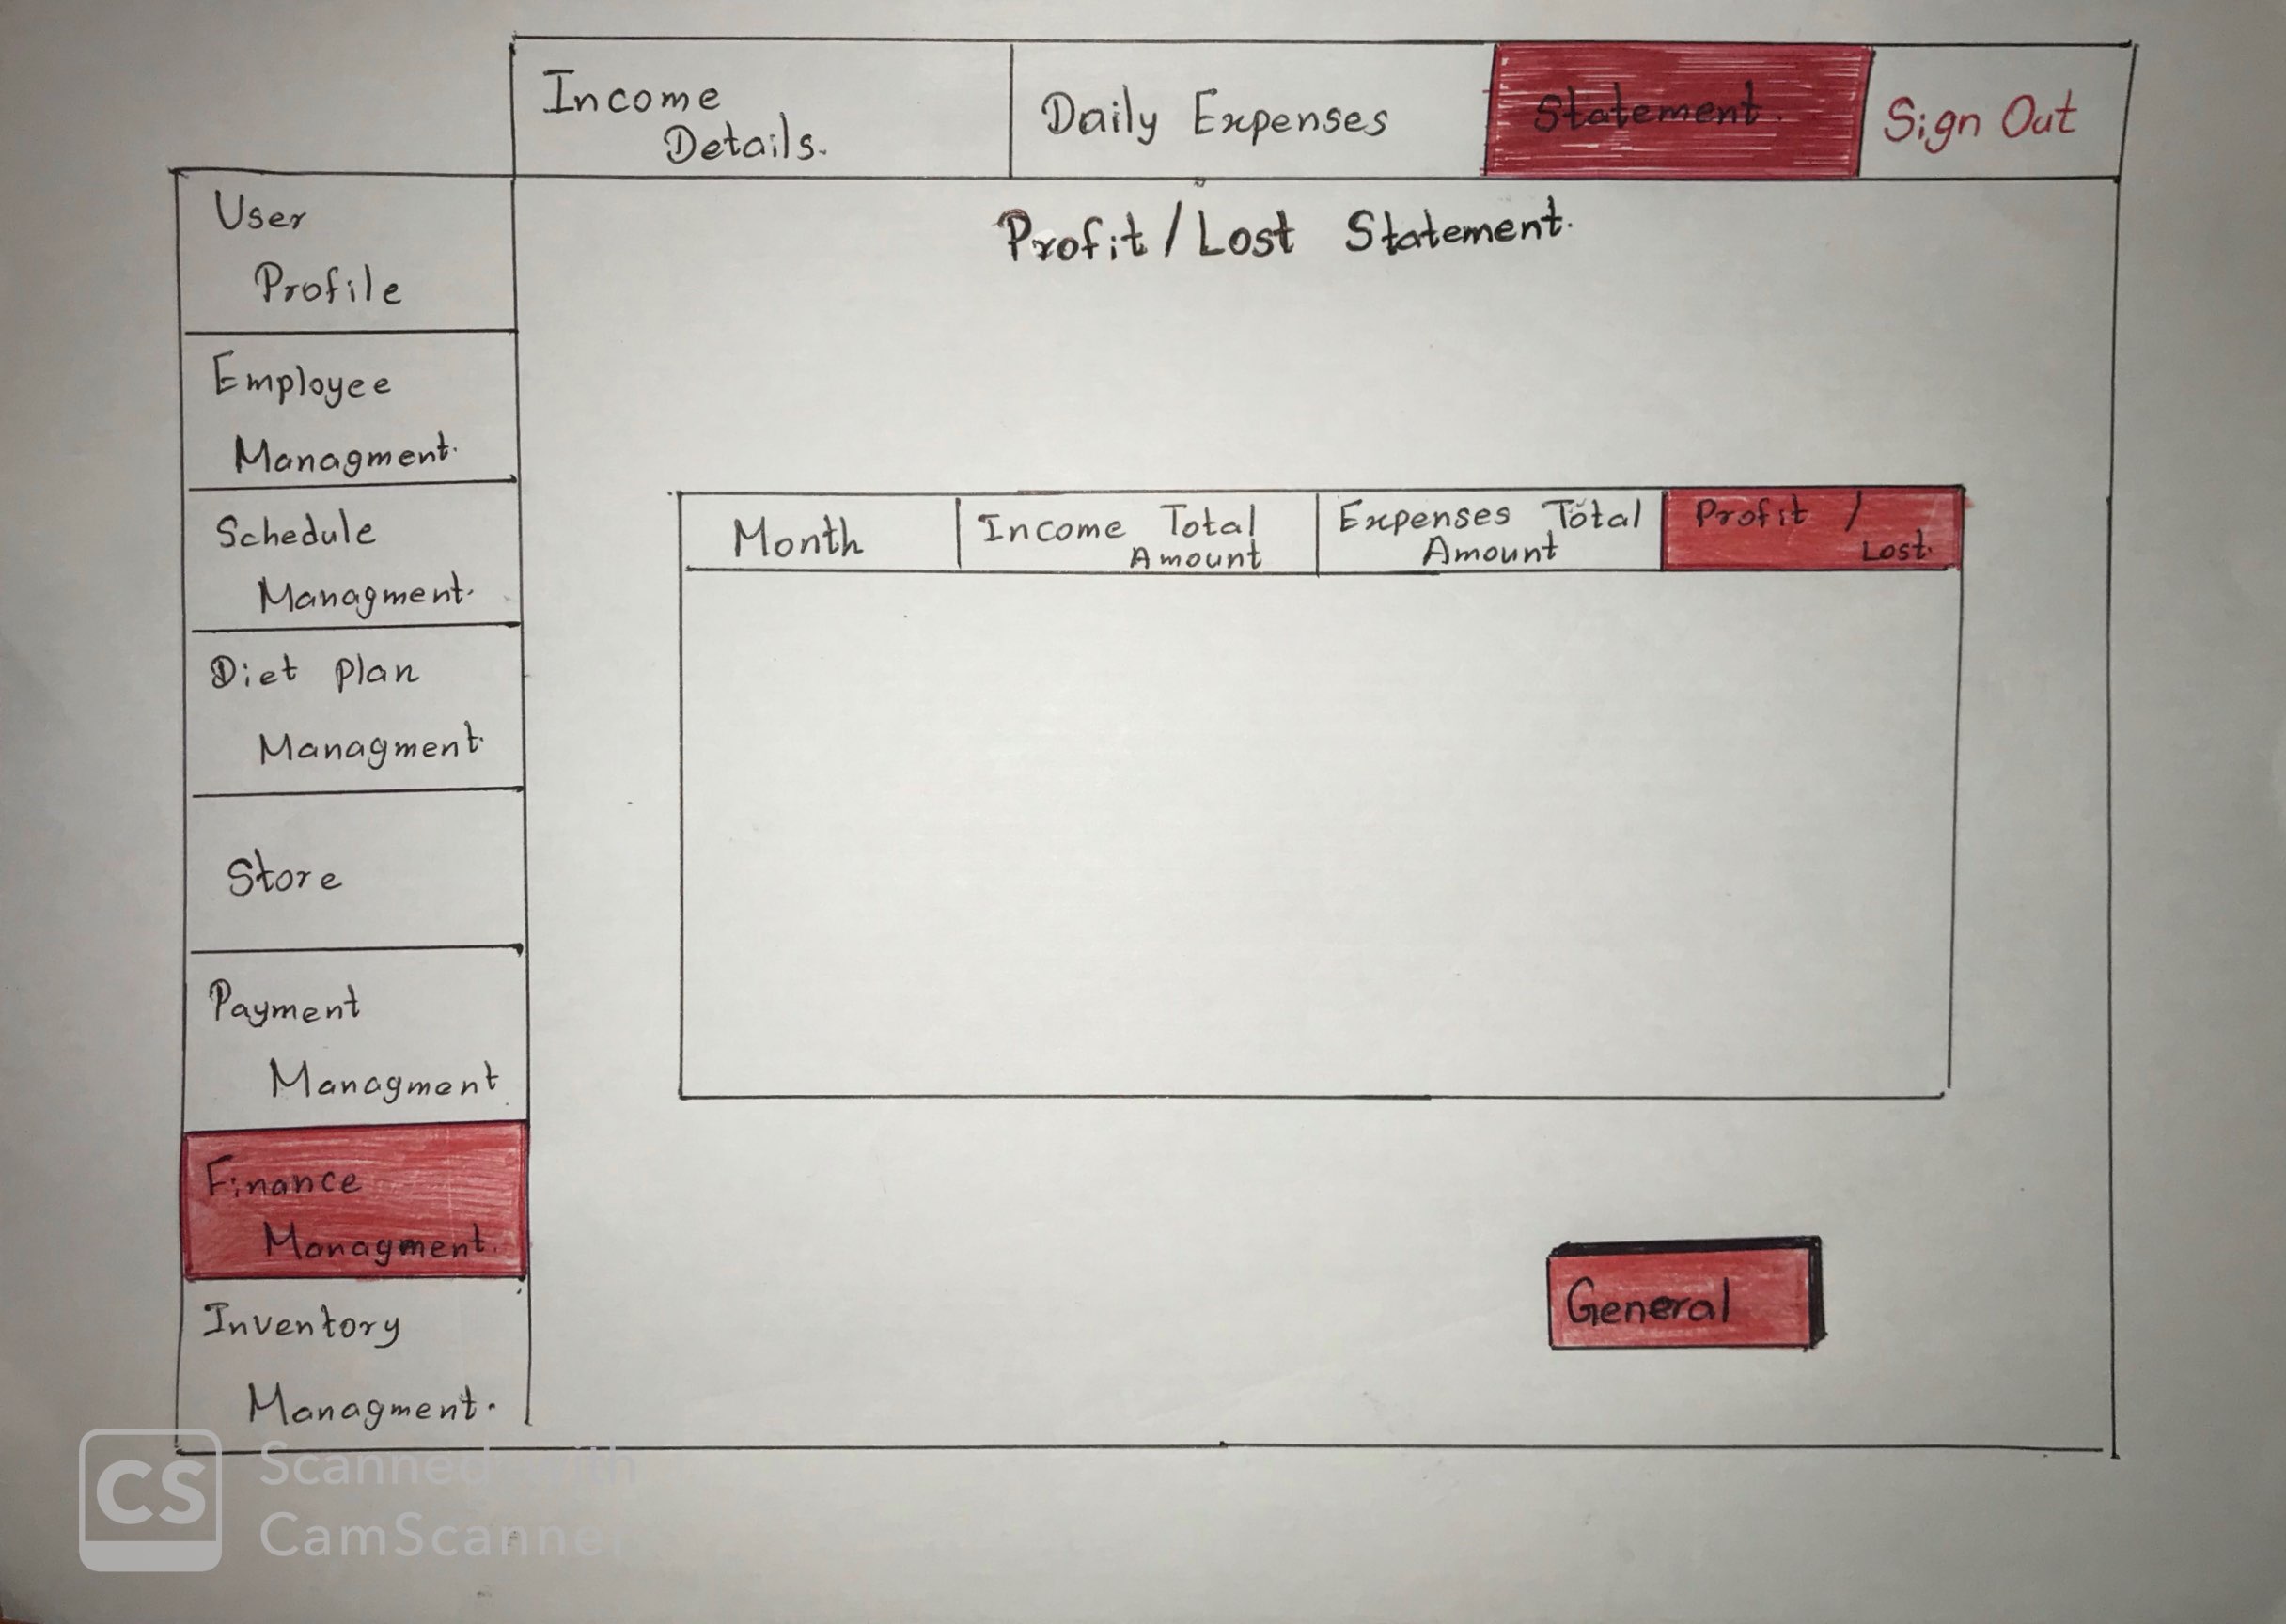 Income
Details.
Daily Expenses
Statement.
Sign Out
User
Profile
Employee
Managment.
Schedule
Managment.
Diet plan
Managment.
Store
Payment
Managment
Finance
Managment.
Inventory
Managment.
Profit / Lost Statement.
Month
Income Total
Amount
Expenses Total
Amount
Profit /
Lost.
General
CS
Scanned with
CamScanner